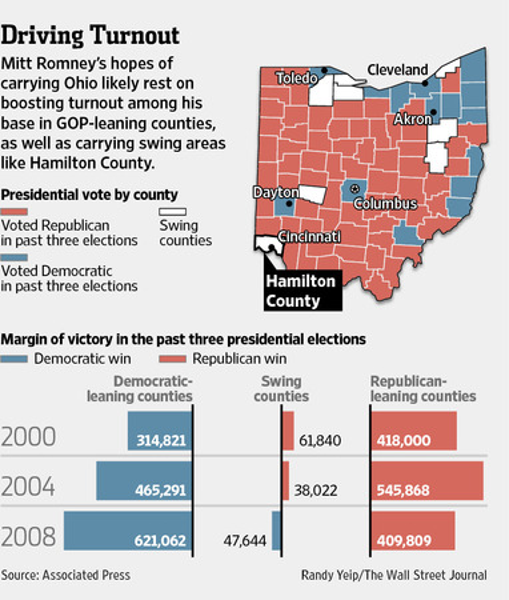 Driving Turnout
Mitt Romney's hopes of
carrying Ohio likely rest on
boosting turnout among his
base in GOP-leaning counties,
as well as carrying swing areas
like Hamilton County.
Presidential vote by county
Voted Republican
in past three elections
Swing
counties
Voted Democratic
in past three elections
Toledo
Cleveland
Akron
Dayton
Columbus
Cincinnati
Hamilton
County
Margin of victory in the past three presidential elections
Democratic win
Republican win
Democratic-
leaning counties
Swing
counties
Republican-
leaning counties
2000 314,821 61,840 418,000
2004 465,291 38,022 545,868
2008 621,062 47,644 409,809
Source: Associated Press
Randy Yeip/The Wall Street Journal